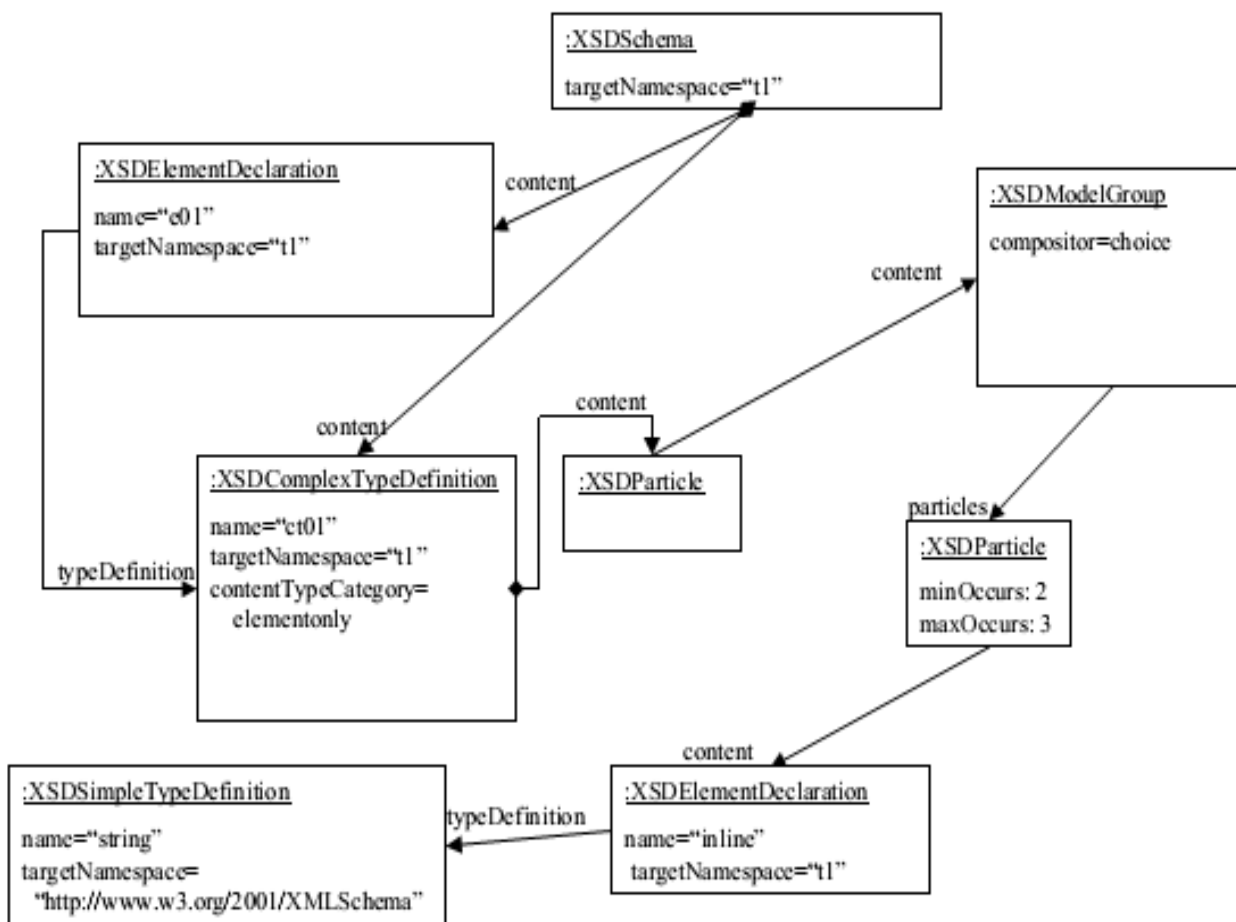 :XSDSchema
targetNamespace=“t1”
:XSDElementDeclaration
name=“e01”
targetNamespace=“t1”
content
:XSDModelGroup
compositor=choice
content
content
content
:XSDComplexTypeDefinition
name=“ct01”
targetNamespace=“t1”
contentTypeCategory=
elementonly
:XSDParticle
typeDefinition
particles
:XSDParticle
minOccurs: 2
maxOccurs: 3
content
:XSDSimpleTypeDefinition
name=“string”
targetNamespace=
“http://www.w3.org/2001/XMLSchema”
typeDefinition
:XSDElementDeclaration
name=“inline”
targetNamespace=“t1”